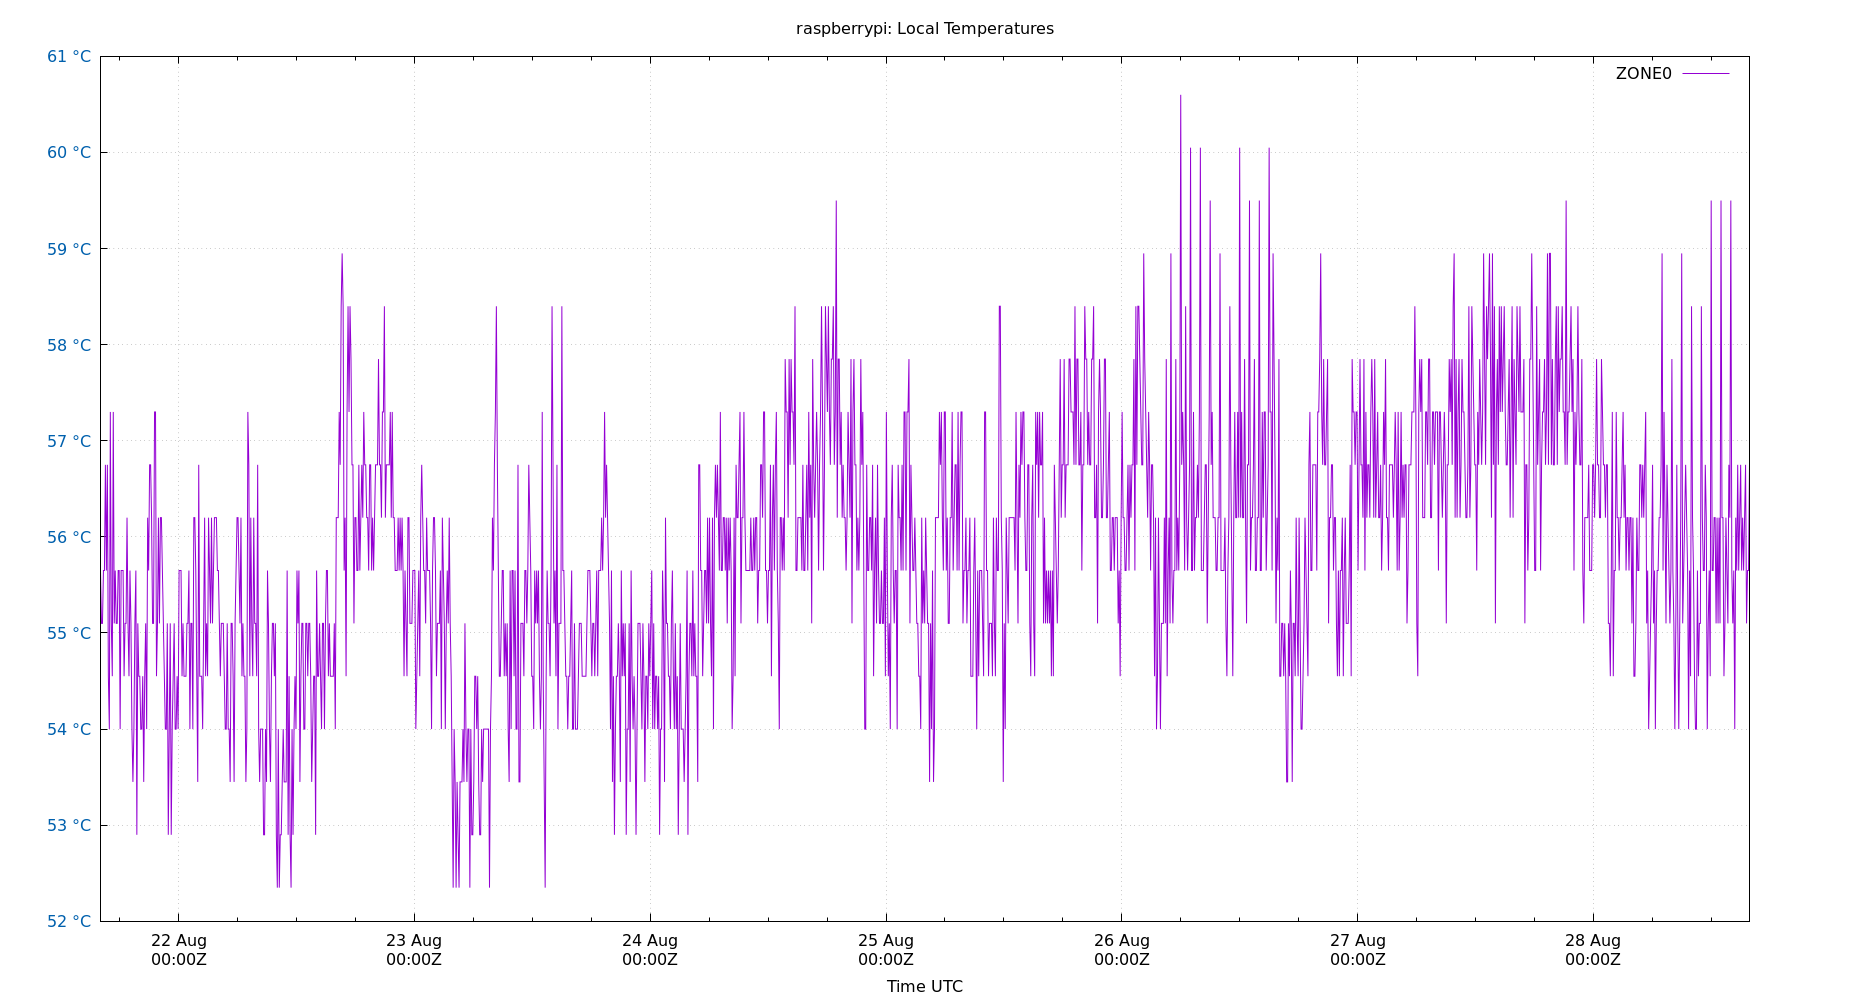 raspberrypi: Local Temperatures
61 °C
ZONE0
60 °C
59 °C
58 °C
57 °C
56 °C
55 °C
54 °C
53 °C
52 °C
22 Aug 23 Aug 24 Aug 25 Aug 26 Aug 27 Aug 28 Aug
00:00Z 00:00Z 00:00Z 00:00Z 00:00Z 00:00Z 00:00Z
Time UTC